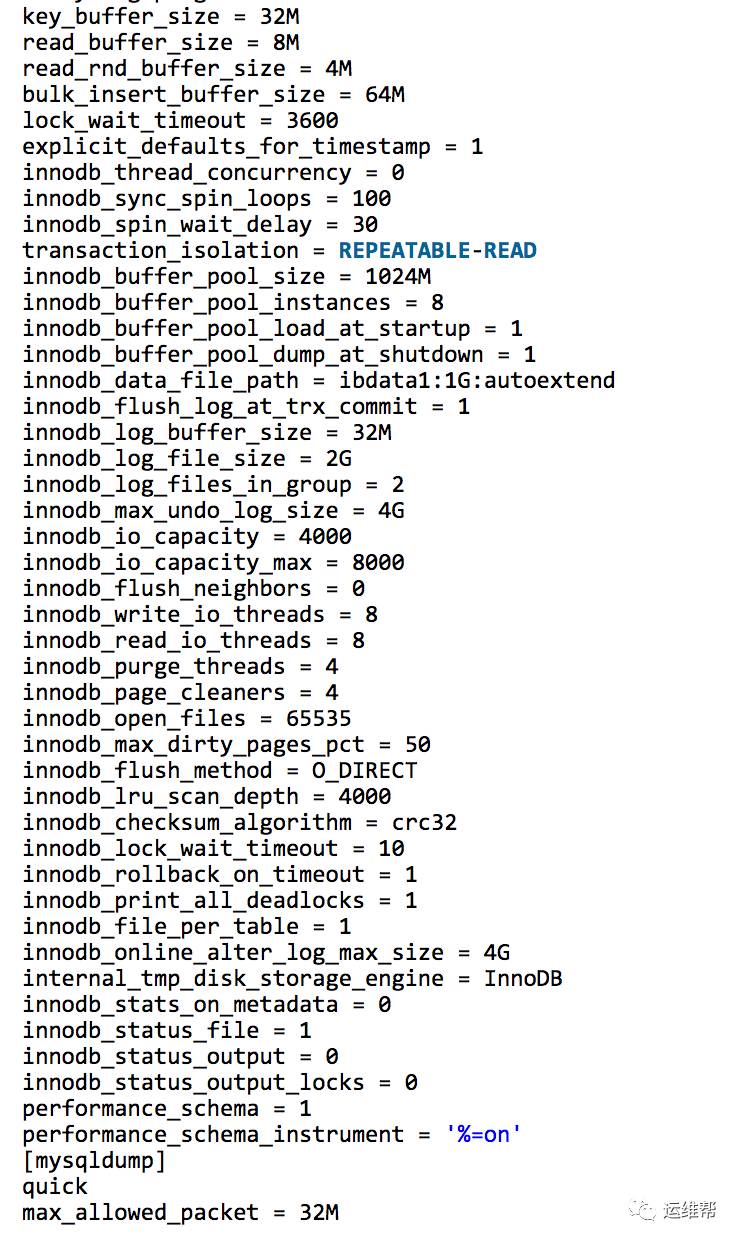 key_buffer_size = 32M
read_buffer_size = 8M
read_rnd_buffer_size = 4M
bulk_insert_buffer_size = 64M
lock_wait_timeout = 3600
explicit_defaults_for_timestamp = 1
innodb_thread_concurrency = 0
innodb_sync_spin_loops = 100
innodb_spin_wait_delay = 30
transaction_isolation = REPEATABLE-READ
innodb_buffer_pool_size = 1024M
innodb_buffer_pool_instances = 8
innodb_buffer_pool_load_at_startup = 1
innodb_buffer_pool_dump_at_shutdown = 1
innodb_data_file_path = ibdata1:1G:autoextend
innodb_flush_log_at_trx_commit = 1
innodb_log_buffer_size = 32M
innodb_log_file_size = 2G
innodb_log_files_in_group = 2
innodb_max_undo_log_size = 4G
innodb_io_capacity = 4000
innodb_io_capacity_max = 8000
innodb_flush_neighbors = 0
innodb_write_io_threads = 8
innodb_read_io_threads = 8
innodb_purge_threads = 4
innodb_page_cleaners = 4
innodb_open_files = 65535
innodb_max_dirty_pages_pct = 50
innodb_flush_method = O_DIRECT
innodb_lru_scan_depth = 4000
innodb_checksum_algorithm = crc32
innodb_lock_wait_timeout = 10
innodb_rollback_on_timeout = 1
innodb_print_all_deadlocks = 1
innodb_file_per_table = 1
innodb_online_alter_log_max_size = 4G
internal_tmp_disk_storage_engine = InnoDB
innodb_stats_on_metadata = 0
innodb_status_file = 1
innodb_status_output = 0
innodb_status_output_locks = 0
performance_schema = 1
performance_schema_instrument = '%=on'
[mysqldump]
quick
max_allowed_packet = 32M
运维帮